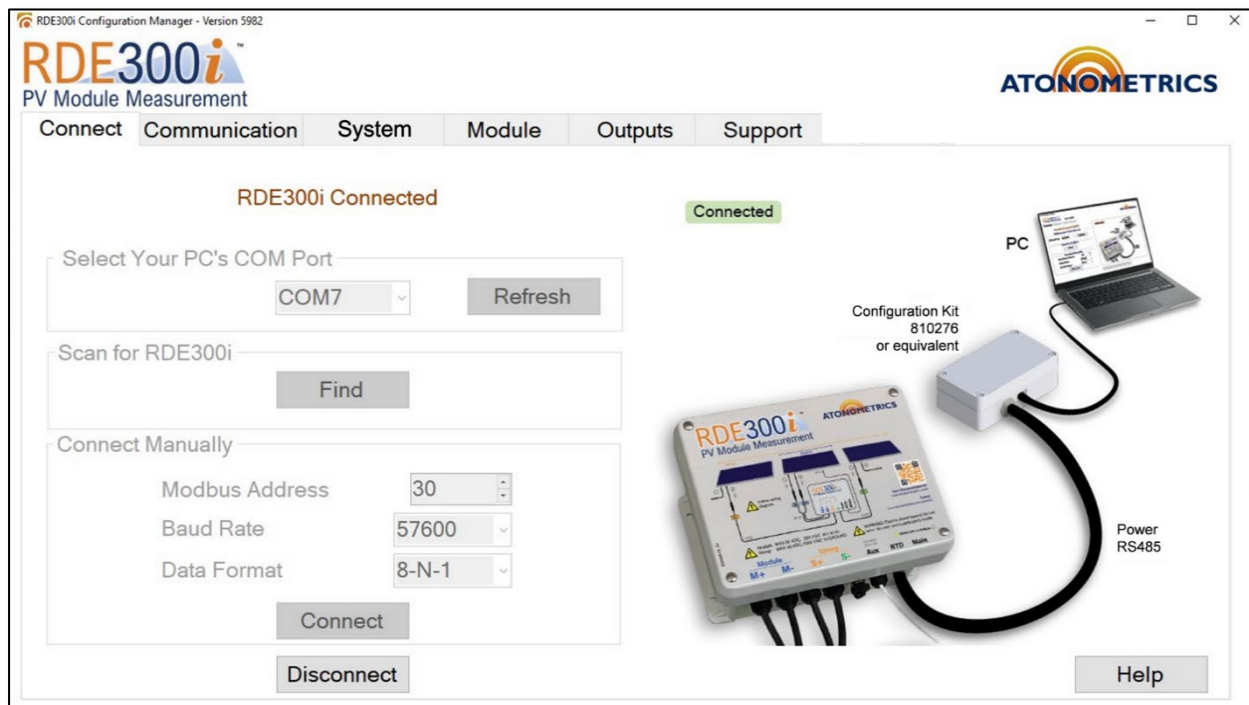 RDE300i Configuration Manager - Version 5982
RDE300i™
PV Module Measurement
ATONOMETRICS
Connect Communication System Module Outputs Support
RDE300i Connected
Connected
Select Your PC's COM Port
COM7 Refresh
Scan for RDE300i
Find
Connect Manually
Modbus Address 30
Baud Rate 57600
Data Format 8-N-1
Connect
Disconnect
PC
Configuration Kit
810276
or equivalent
RDE300i
PV Module Measurement
ATONOMETRICS
Module
M+ M-
String
S+ S- Aux RTD Main
Power
RS485
Help